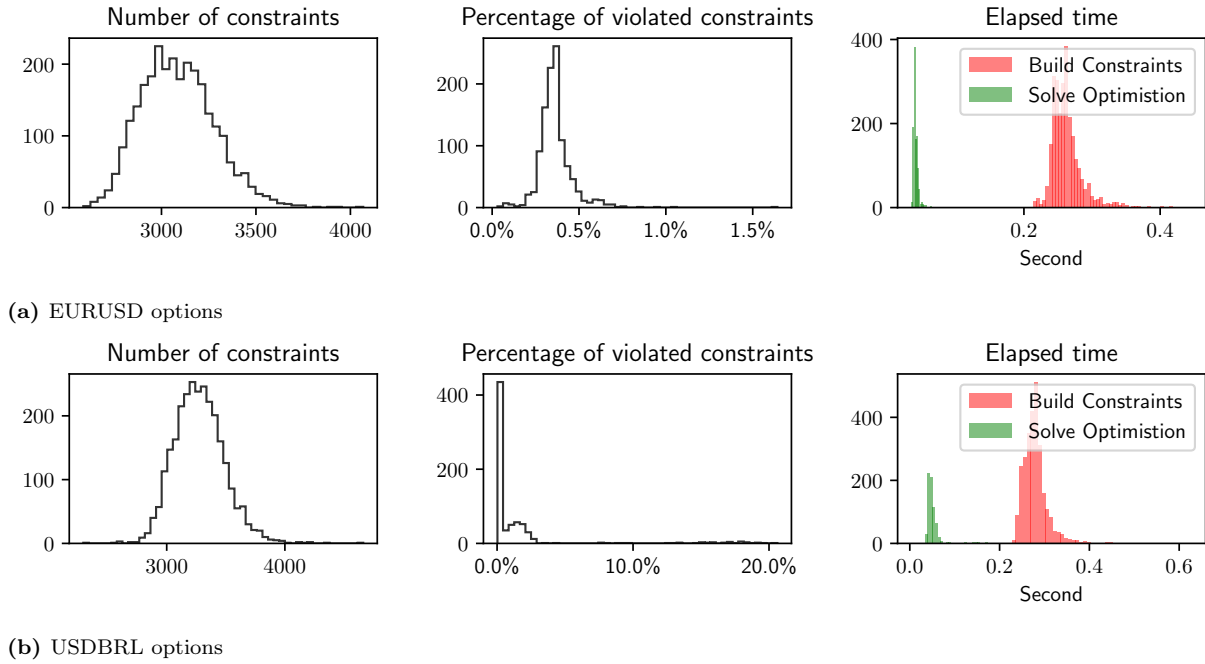 Number of constraints
Percentage of violated constraints
Elapsed time
200
100
0
3000
3500
4000
200
100
0
0.0%
0.5%
1.0%
1.5%
400
200
0
Build Constraints
Solve Optimistion
0.2
0.4
Second
(a) EURUSD options
Number of constraints
Percentage of violated constraints
Elapsed time
200
100
0
3000
4000
400
200
0
0.0%
10.0%
20.0%
400
200
0
Build Constraints
Solve Optimistion
0.0
0.2
0.4
0.6
Second
(b) USDBRL options